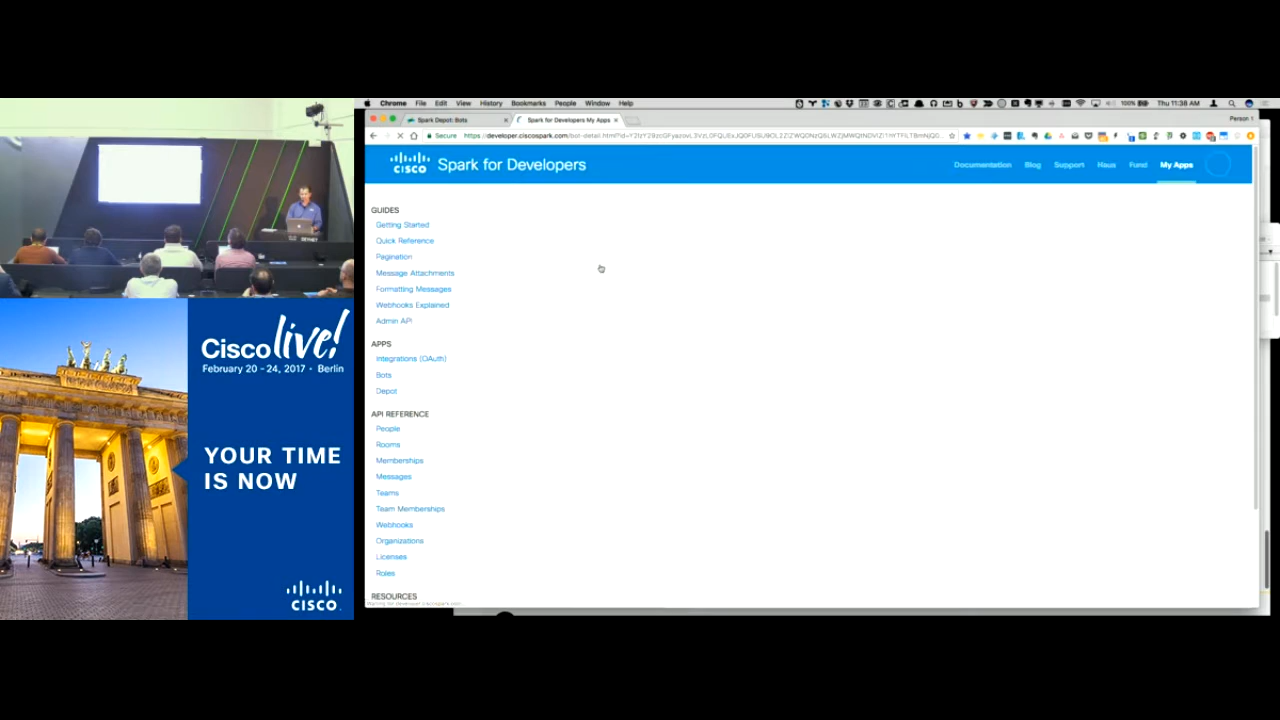 Chrome File Edit View History Bookmarks People Window Help
100% Thu 11:38 AM
Spark Depot: Bots
Spark for Developers My Apps
Person 1
Secure
CISCO Spark for Developers
Documentation Blog Support Haus Fund My Apps
GUIDES
Getting Started
Quick Reference
Pagination
Message Attachments
Formatting Messages
Webhooks Explained
Admin API
APPS
Integrations (OAuth)
Bots
Depot
API REFERENCE
People
Rooms
Memberships
Messages
Teams
Team Memberships
Webhooks
Organizations
Licenses
Roles
RESOURCES
Cisco live!
February 20 - 24, 2017 • Berlin
YOUR TIME
IS NOW
CISCO